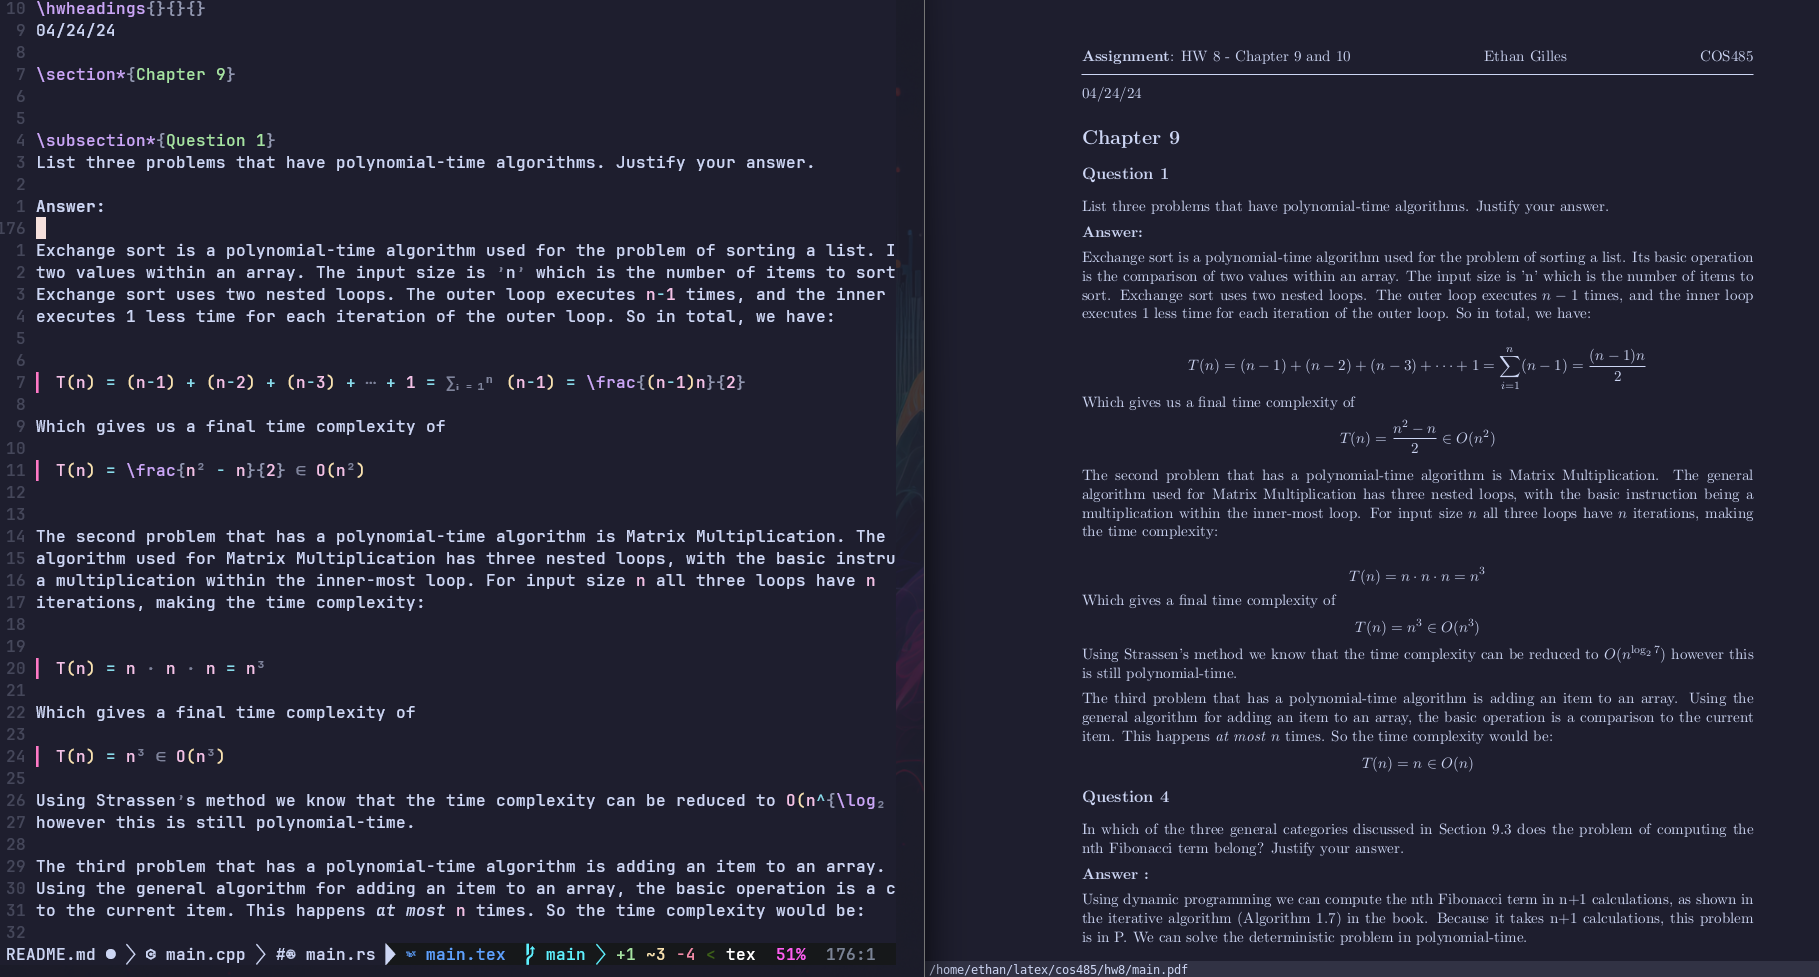 10 \hwheadings{}{}{}
9 04/24/24
8
7 \section*{Chapter 9}
6
5
4 \subsection*{Question 1}
3 List three problems that have polynomial-time algorithms. Justify your answer.
2
1 Answer:
176
1 Exchange sort is a polynomial-time algorithm used for the problem of sorting a list. I
2 two values within an array. The input size is 'n' which is the number of items to sort
3 Exchange sort uses two nested loops. The outer loop executes n-1 times, and the inner
4 executes 1 less time for each iteration of the outer loop. So in total, we have:
5
6
7 T(n) = (n-1) + (n-2) + (n-3) + ⋯ + 1 = ∑ᵢ₌₁ⁿ (n-1) = \frac{(n-1)n}{2}
8
9 Which gives us a final time complexity of
10
11 T(n) = \frac{n² - n}{2} ∈ O(n²)
12
13
14 The second problem that has a polynomial-time algorithm is Matrix Multiplication. The
15 algorithm used for Matrix Multiplication has three nested loops, with the basic instru
16 a multiplication within the inner-most loop. For input size n all three loops have n
17 iterations, making the time complexity:
18
19
20 T(n) = n · n · n = n³
21
22 Which gives a final time complexity of
23
24 T(n) = n³ ∈ O(n³)
25
26 Using Strassen's method we know that the time complexity can be reduced to O(n^{\log₂
27 however this is still polynomial-time.
28
29 The third problem that has a polynomial-time algorithm is adding an item to an array.
30 Using the general algorithm for adding an item to an array, the basic operation is a c
31 to the current item. This happens at most n times. So the time complexity would be:
32
README.md ● main.cpp #® main.rs main.tex main +1 ~3 -4 < tex 51% 176:1
Assignment: HW 8 - Chapter 9 and 10 Ethan Gilles COS485
04/24/24
Chapter 9
Question 1
List three problems that have polynomial-time algorithms. Justify your answer.
Answer:
Exchange sort is a polynomial-time algorithm used for the problem of sorting a list. Its basic operation
is the comparison of two values within an array. The input size is 'n' which is the number of items to
sort. Exchange sort uses two nested loops. The outer loop executes n − 1 times, and the inner loop
executes 1 less time for each iteration of the outer loop. So in total, we have:
T(n) = (n − 1) + (n − 2) + (n − 3) + ··· + 1 = ∑ᵢ₌₁ⁿ (n − 1) = (n − 1)n / 2
Which gives us a final time complexity of
T(n) = n² − n / 2 ∈ O(n²)
The second problem that has a polynomial-time algorithm is Matrix Multiplication. The general
algorithm used for Matrix Multiplication has three nested loops, with the basic instruction being a
multiplication within the inner-most loop. For input size n all three loops have n iterations, making
the time complexity:
T(n) = n · n · n = n³
Which gives a final time complexity of
T(n) = n³ ∈ O(n³)
Using Strassen's method we know that the time complexity can be reduced to O(n^{log₂ 7}) however this
is still polynomial-time.
The third problem that has a polynomial-time algorithm is adding an item to an array. Using the
general algorithm for adding an item to an array, the basic operation is a comparison to the current
item. This happens at most n times. So the time complexity would be:
T(n) = n ∈ O(n)
Question 4
In which of the three general categories discussed in Section 9.3 does the problem of computing the
nth Fibonacci term belong? Justify your answer.
Answer :
Using dynamic programming we can compute the nth Fibonacci term in n+1 calculations, as shown in
the iterative algorithm (Algorithm 1.7) in the book. Because it takes n+1 calculations, this problem
is in P. We can solve the deterministic problem in polynomial-time.
/home/ethan/latex/cos485/hw8/main.pdf